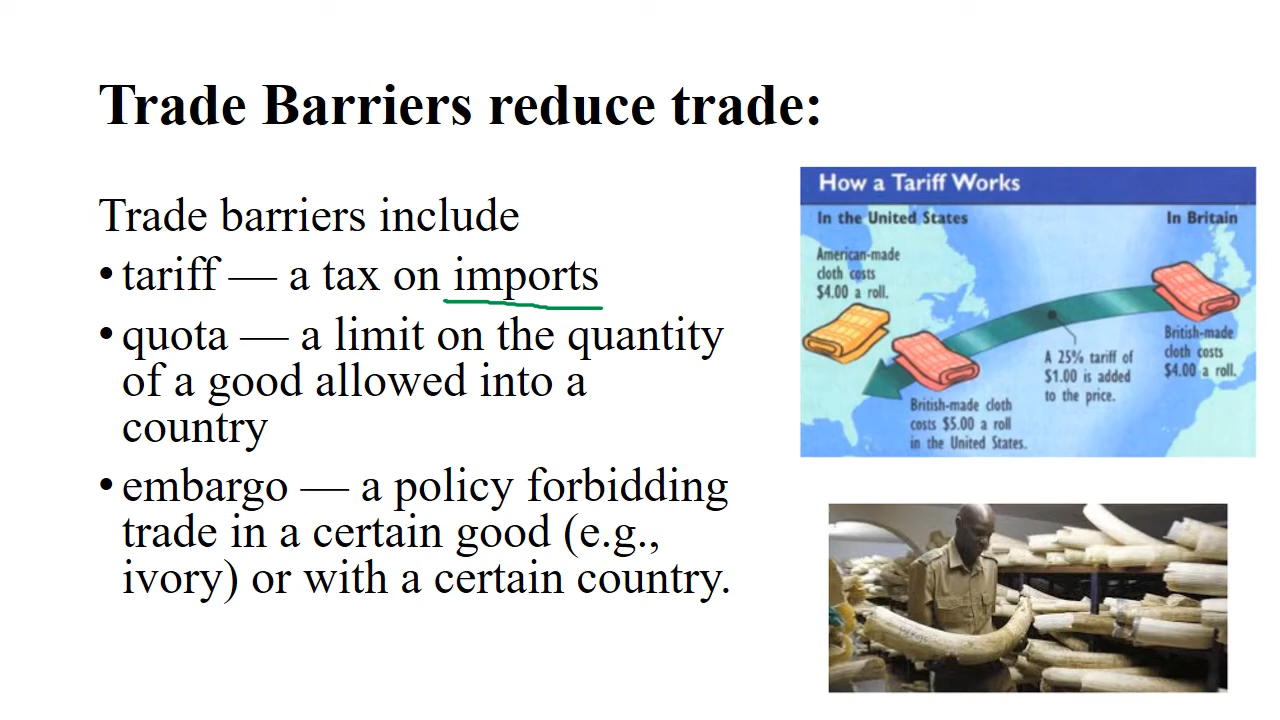 Trade Barriers reduce trade:
Trade barriers include
• tariff — a tax on imports
• quota — a limit on the quantity
of a good allowed into a
country
• embargo — a policy forbidding
trade in a certain good (e.g.,
ivory) or with a certain country.
How a Tariff Works
In the United States
In Britain
American-made
cloth costs
$4.00 a roll.
British-made
cloth costs
$4.00 a roll.
A 25% tariff of
$1.00 is added
to the price.
British-made cloth
costs $5.00 a roll
in the United States.